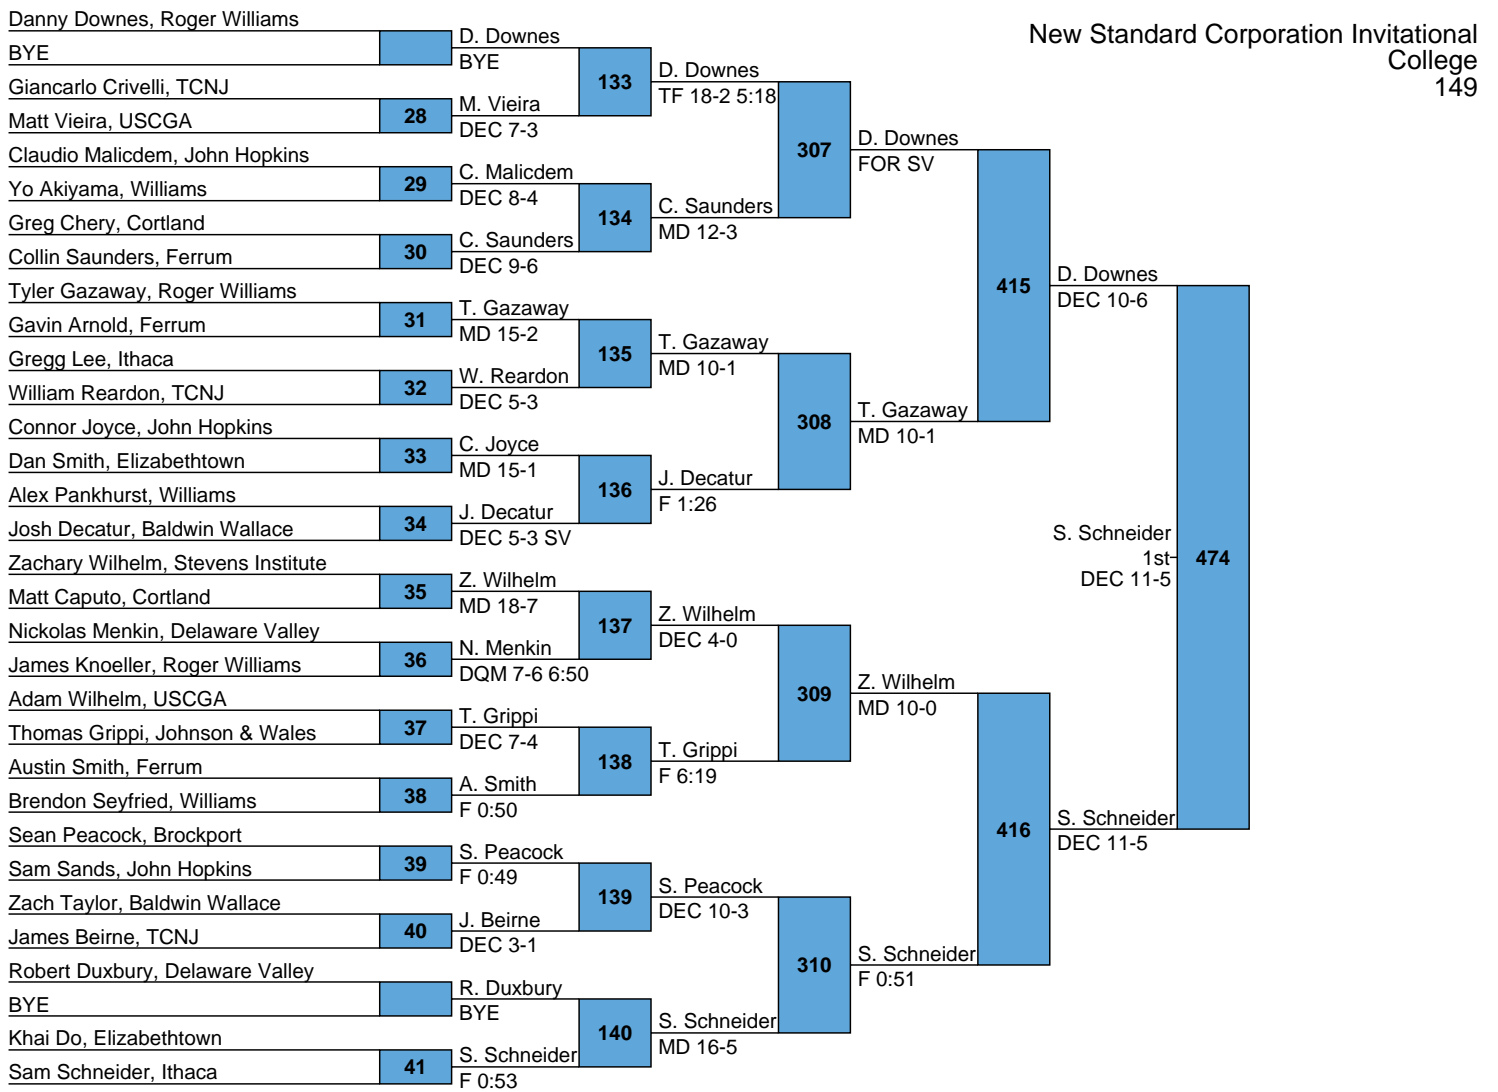 New Standard Corporation Invitational
College
149
Danny Downes, Roger Williams
BYE
Giancarlo Crivelli, TCNJ
Matt Vieira, USCGA
Claudio Malicdem, John Hopkins
Yo Akiyama, Williams
Greg Chery, Cortland
Collin Saunders, Ferrum
Tyler Gazaway, Roger Williams
Gavin Arnold, Ferrum
Gregg Lee, Ithaca
William Reardon, TCNJ
Connor Joyce, John Hopkins
Dan Smith, Elizabethtown
Alex Pankhurst, Williams
Josh Decatur, Baldwin Wallace
Zachary Wilhelm, Stevens Institute
Matt Caputo, Cortland
Nickolas Menkin, Delaware Valley
James Knoeller, Roger Williams
Adam Wilhelm, USCGA
Thomas Grippi, Johnson & Wales
Austin Smith, Ferrum
Brendon Seyfried, Williams
Sean Peacock, Brockport
Sam Sands, John Hopkins
Zach Taylor, Baldwin Wallace
James Beirne, TCNJ
Robert Duxbury, Delaware Valley
BYE
Khai Do, Elizabethtown
Sam Schneider, Ithaca
28
29
30
31
32
33
34
35
36
37
38
39
40
41
D. Downes
BYE
M. Vieira
DEC 7-3
C. Malicdem
DEC 8-4
C. Saunders
DEC 9-6
T. Gazaway
MD 15-2
W. Reardon
DEC 5-3
C. Joyce
MD 15-1
J. Decatur
DEC 5-3 SV
Z. Wilhelm
MD 18-7
N. Menkin
DQM 7-6 6:50
T. Grippi
DEC 7-4
A. Smith
F 0:50
S. Peacock
F 0:49
J. Beirne
DEC 3-1
R. Duxbury
BYE
S. Schneider
F 0:53
133
134
135
136
137
138
139
140
D. Downes
TF 18-2 5:18
C. Saunders
MD 12-3
T. Gazaway
MD 10-1
J. Decatur
F 1:26
Z. Wilhelm
DEC 4-0
T. Grippi
F 6:19
S. Peacock
DEC 10-3
S. Schneider
MD 16-5
307
308
309
310
D. Downes
FOR SV
T. Gazaway
MD 10-1
Z. Wilhelm
MD 10-0
S. Schneider
F 0:51
415
416
D. Downes
DEC 10-6
S. Schneider
DEC 11-5
S. Schneider
1st
DEC 11-5
474